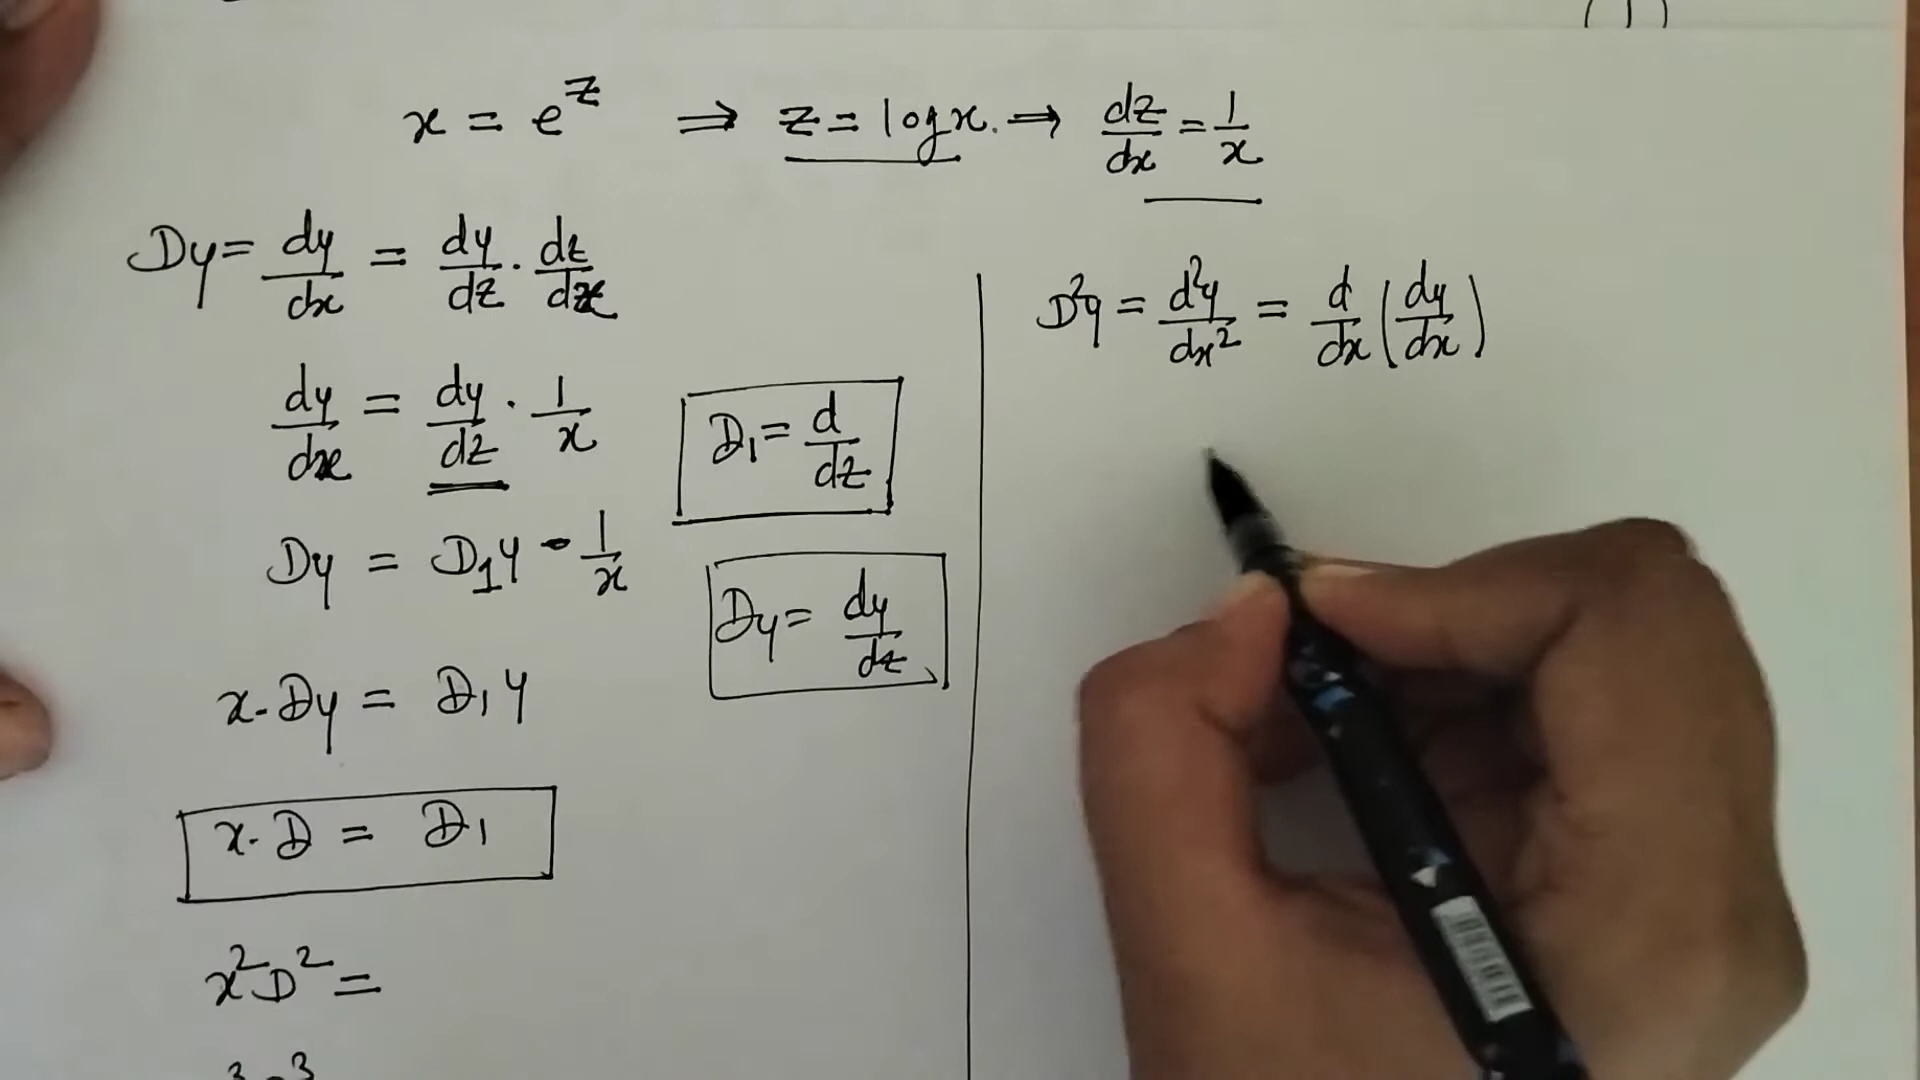 x = e^z ⇒ z = log x. ⇒ dz/dx = 1/x
Dy = dy/dx = dy/dz · dz/dx
dy/dx = dy/dz · 1/x
D₁ = d/dz
Dy = D₁y · 1/x
Dy = dy/dz
x·Dy = D₁y
x·D = D₁
x²D² =
D²y = d²y/dx² = d/dx (dy/dx)